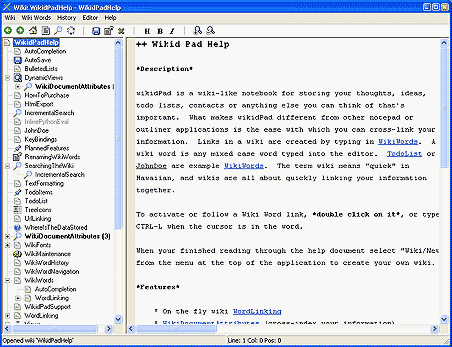 Wiki: WikidPadHelp - WikidPadHelp
Wiki Wiki Words History Editor Help
H B I
WikidPadHelp
AutoCompletion
AutoSave
BulletedLists
DynamicViews
WikiDocumentAttributes (3)
HowToPurchase
HtmlExport
IncrementalSearch
InlinePythonEval
JohnDoe
KeyBindings
PlannedFeatures
RenamingWikiWords
SearchingTheWiki
IncrementalSearch
TextFormatting
TodoItems
TodoList
TreeIcons
UrlLinking
WhereIsTheDataStored
WikiDocumentAttributes (3)
WikiFonts
WikiMaintenance
WikiWordHistory
WikiWordNavigation
WikiWords
AutoCompletion
WordLinking
WikidPadSupport
WordLinking
++ Wikid Pad Help
*Description*
wikidPad is a wiki-like notebook for storing your thoughts, ideas,
todo lists, contacts or anything else you can think of that's
important. What makes wikidPad different from other notepad or
outliner applications is the ease with which you can cross-link your
information. Links in a wiki are created by typing in WikiWords. A
wiki word is any mixed case word typed into the editor. TodoList or
JohnDoe are example WikiWords. The term wiki means "quick" in
Hawaiian, and wikis are all about quickly linking your information
together.
To activate or follow a Wiki Word link, *double click on it*, or type
CTRL-L when the cursor is in the word.
When your finished reading through the help document select "Wiki/New
from the menu at the top of the application to create your own wiki.
*Features*
* On the fly wiki WordLinking
* WikiDocumentAttributes (cross-index your information)
Opened wiki 'WikidPadHelp'
Line: 1 Col: 0 Pos: 0